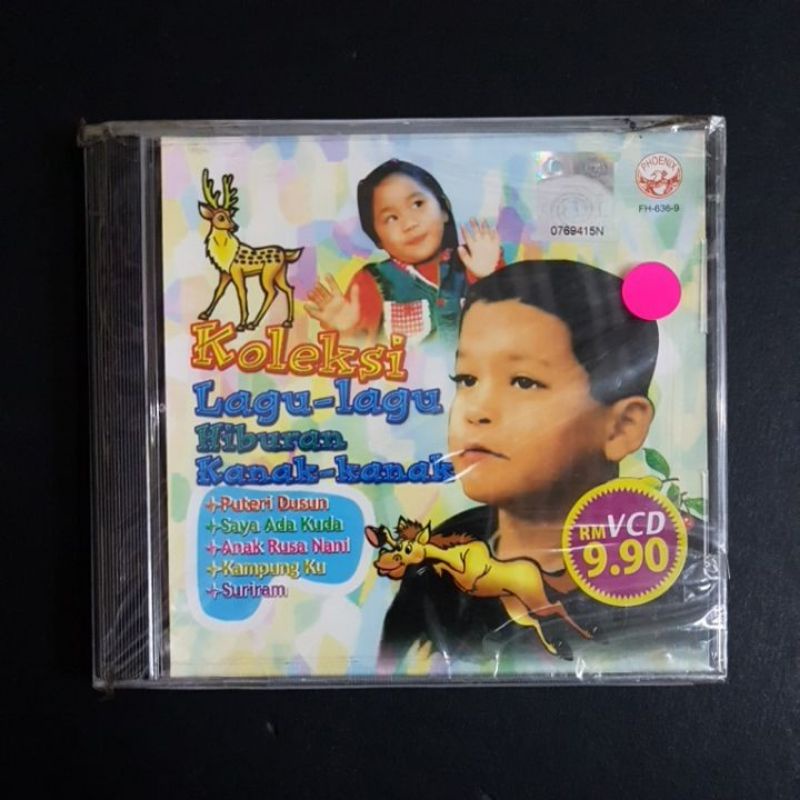 0769415N
PHOENIX
FH-636-9
Koleksi
Lagu-lagu
Hiburan
Kanak-kanak
+Puteri Dusun
+Saya Ada Kuda
+Anak Rusa Nani
+Kampung Ku
+Suriram
VCD
RM
9.90